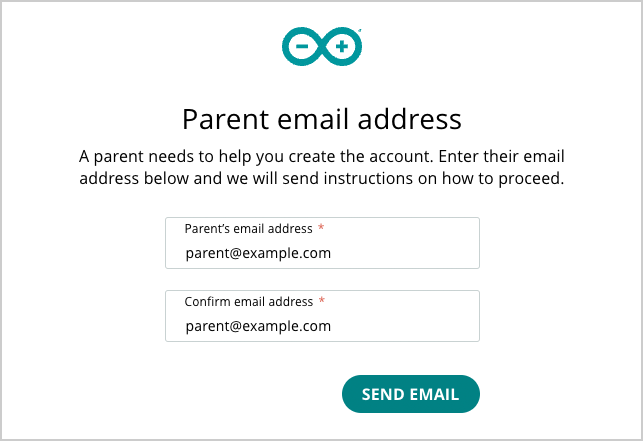 Parent email address
A parent needs to help you create the account. Enter their email
address below and we will send instructions on how to proceed.
Parent’s email address *
parent@example.com
Confirm email address *
parent@example.com
SEND EMAIL